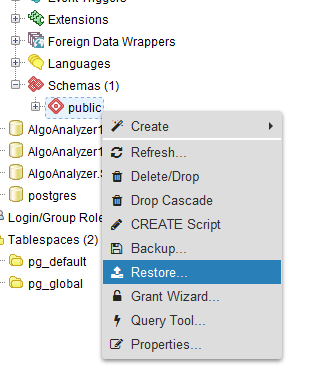 Event Triggers
Extensions
Foreign Data Wrappers
Languages
Schemas (1)
public
AlgoAnalyzer1
AlgoAnalyzer1
AlgoAnalyzer.S
postgres
Login/Group Role
Tablespaces (2)
pg_default
pg_global
Create
Refresh...
Delete/Drop
Drop Cascade
CREATE Script
Backup...
Restore...
Grant Wizard...
Query Tool...
Properties...